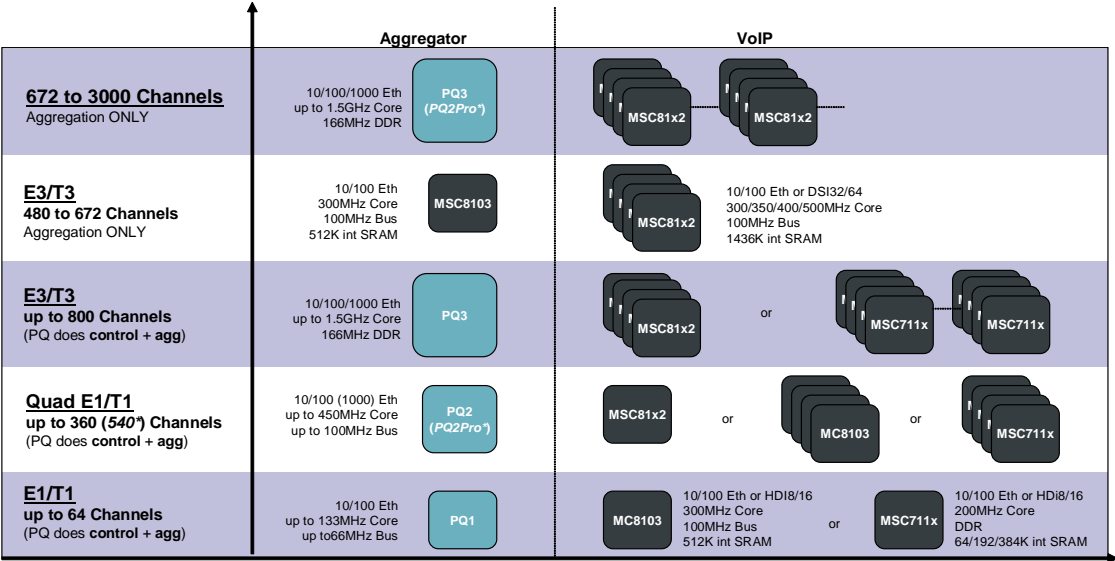 Aggregator
VoIP
672 to 3000 Channels
Aggregation ONLY
10/100/1000 Eth
up to 1.5GHz Core
166MHz DDR
PQ3
(PQ2Pro*)
MSC81x2
MSC81x2
E3/T3
480 to 672 Channels
Aggregation ONLY
10/100 Eth
300MHz Core
100MHz Bus
512K int SRAM
MSC8103
MSC81x2
10/100 Eth or DSI32/64
300/350/400/500MHz Core
100MHz Bus
1436K int SRAM
E3/T3
up to 800 Channels
(PQ does control + agg)
10/100/1000 Eth
up to 1.5GHz Core
166MHz DDR
PQ3
MSC81x2
or
MSC711x
MSC711x
Quad E1/T1
up to 360 (540*) Channels
(PQ does control + agg)
10/100 (1000) Eth
up to 450MHz Core
up to 100MHz Bus
PQ2
(PQ2Pro*)
MSC81x2
or
MC8103
or
MSC711x
E1/T1
up to 64 Channels
(PQ does control + agg)
10/100 Eth
up to 133MHz Core
up to66MHz Bus
PQ1
MC8103
10/100 Eth or HDI8/16
300MHz Core
100MHz Bus
512K int SRAM
or
MSC711x
10/100 Eth or HDi8/16
200MHz Core
DDR
64/192/384K int SRAM